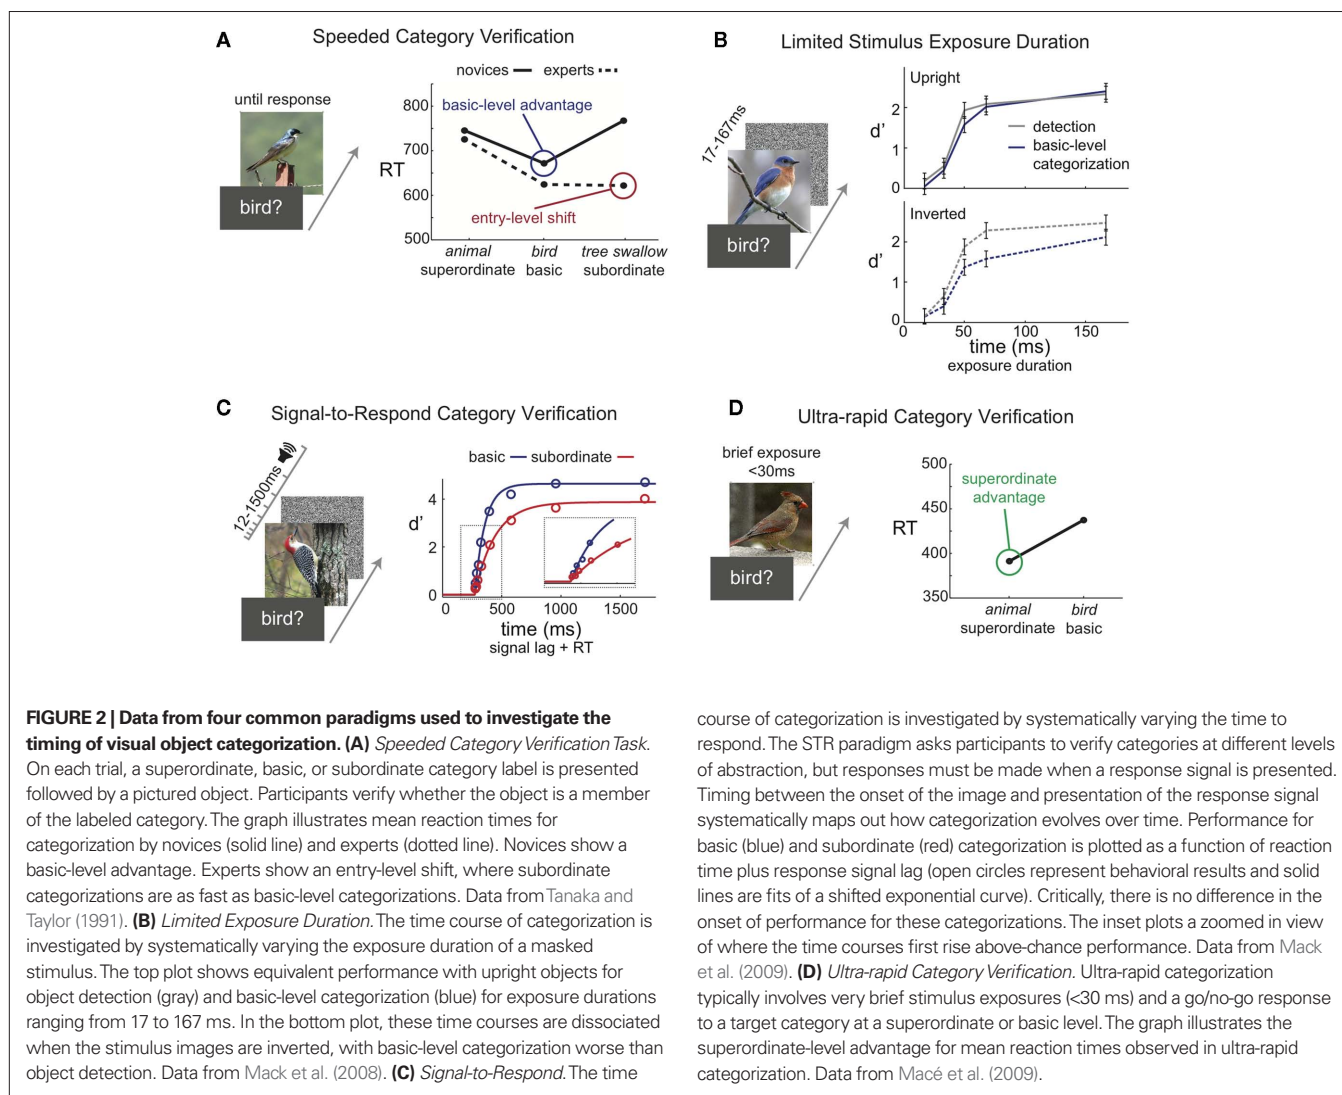 A
Speeded Category Verification
novices
experts
until response
bird?
RT
800
700
600
500
basic-level advantage
entry-level shift
animal
superordinate
bird
basic
tree swallow
subordinate
B
Limited Stimulus Exposure Duration
17-167ms
bird?
Upright
d'
2
1
0
detection
basic-level
categorization
Inverted
d'
2
1
0
0
50
100
150
time (ms)
exposure duration
C
Signal-to-Respond Category Verification
12-1500ms
bird?
basic
subordinate
d'
4
2
0
0
500
1000
1500
time (ms)
signal lag + RT
D
Ultra-rapid Category Verification
brief exposure
<30ms
bird?
RT
500
450
400
350
superordinate
advantage
animal
superordinate
bird
basic
FIGURE 2 | Data from four common paradigms used to investigate the
timing of visual object categorization. (A) Speeded Category Verification Task.
On each trial, a superordinate, basic, or subordinate category label is presented
followed by a pictured object. Participants verify whether the object is a member
of the labeled category. The graph illustrates mean reaction times for
categorization by novices (solid line) and experts (dotted line). Novices show a
basic-level advantage. Experts show an entry-level shift, where subordinate
categorizations are as fast as basic-level categorizations. Data from Tanaka and
Taylor (1991). (B) Limited Exposure Duration. The time course of categorization is
investigated by systematically varying the exposure duration of a masked
stimulus. The top plot shows equivalent performance with upright objects for
object detection (gray) and basic-level categorization (blue) for exposure durations
ranging from 17 to 167 ms. In the bottom plot, these time courses are dissociated
when the stimulus images are inverted, with basic-level categorization worse than
object detection. Data from Mack et al. (2008). (C) Signal-to-Respond. The time
course of categorization is investigated by systematically varying the time to
respond. The STR paradigm asks participants to verify categories at different levels
of abstraction, but responses must be made when a response signal is presented.
Timing between the onset of the image and presentation of the response signal
systematically maps out how categorization evolves over time. Performance for
basic (blue) and subordinate (red) categorization is plotted as a function of reaction
time plus response signal lag (open circles represent behavioral results and solid
lines are fits of a shifted exponential curve). Critically, there is no difference in the
onset of performance for these categorizations. The inset plots a zoomed in view
of where the time courses first rise above-chance performance. Data from Mack
et al. (2009). (D) Ultra-rapid Category Verification. Ultra-rapid categorization
typically involves very brief stimulus exposures (<30 ms) and a go/no-go response
to a target category at a superordinate or basic level. The graph illustrates the
superordinate-level advantage for mean reaction times observed in ultra-rapid
categorization. Data from Macé et al. (2009).